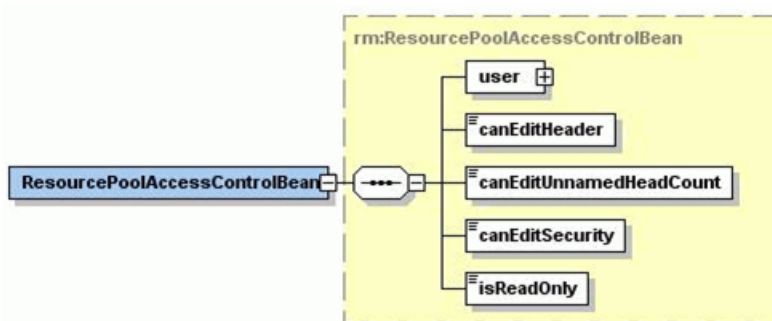 rm:ResourcePoolAccessControlBean
user
canEditHeader
ResourcePoolAccessControlBean
canEditUnnamedHeadCount
canEditSecurity
isReadOnly